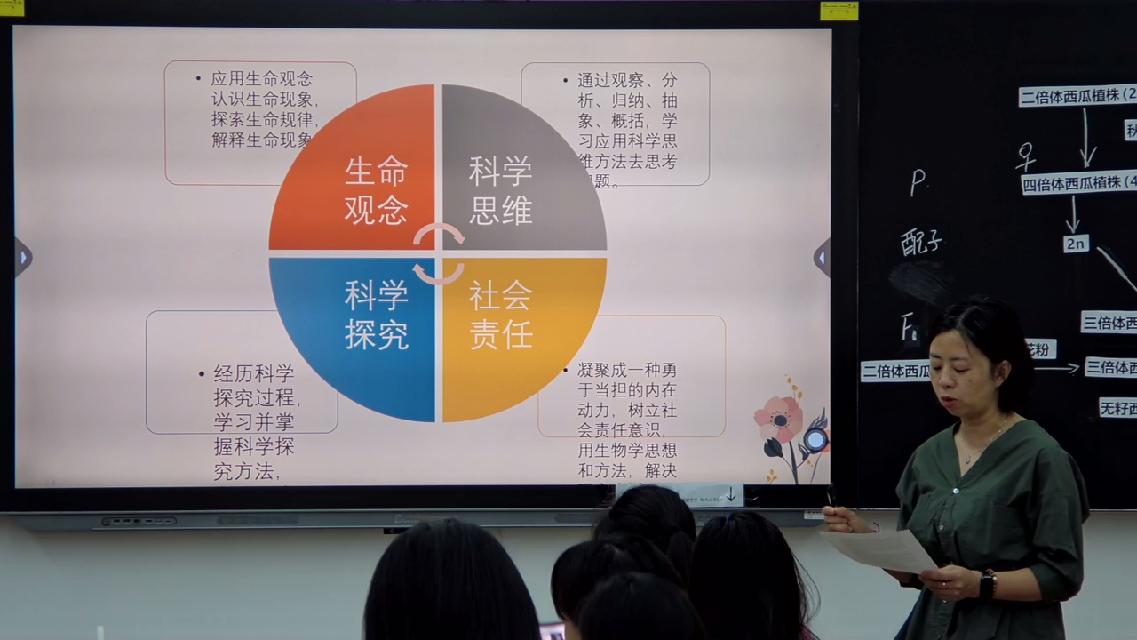 • 应用生命观念
认识生命现象，
探索生命规律，
解释生命现象
• 通过观察、分
析、归纳、抽
象、概括，学
习应用科学思
维方法去思考
题。
生命
观念
科学
思维
科学
探究
社会
责任
• 经历科学
探究过程，
学习并掌
握科学探
究方法，
• 凝聚成一种勇
于当担的内在
动力，树立社
会责任意识，
用生物学思想
和方法，解决
二倍体西瓜植株(2
秋
♀
P.
四倍体西瓜植株(4
配子
2n
三倍体西
花粉
二倍体西瓜
三倍体西
无籽西